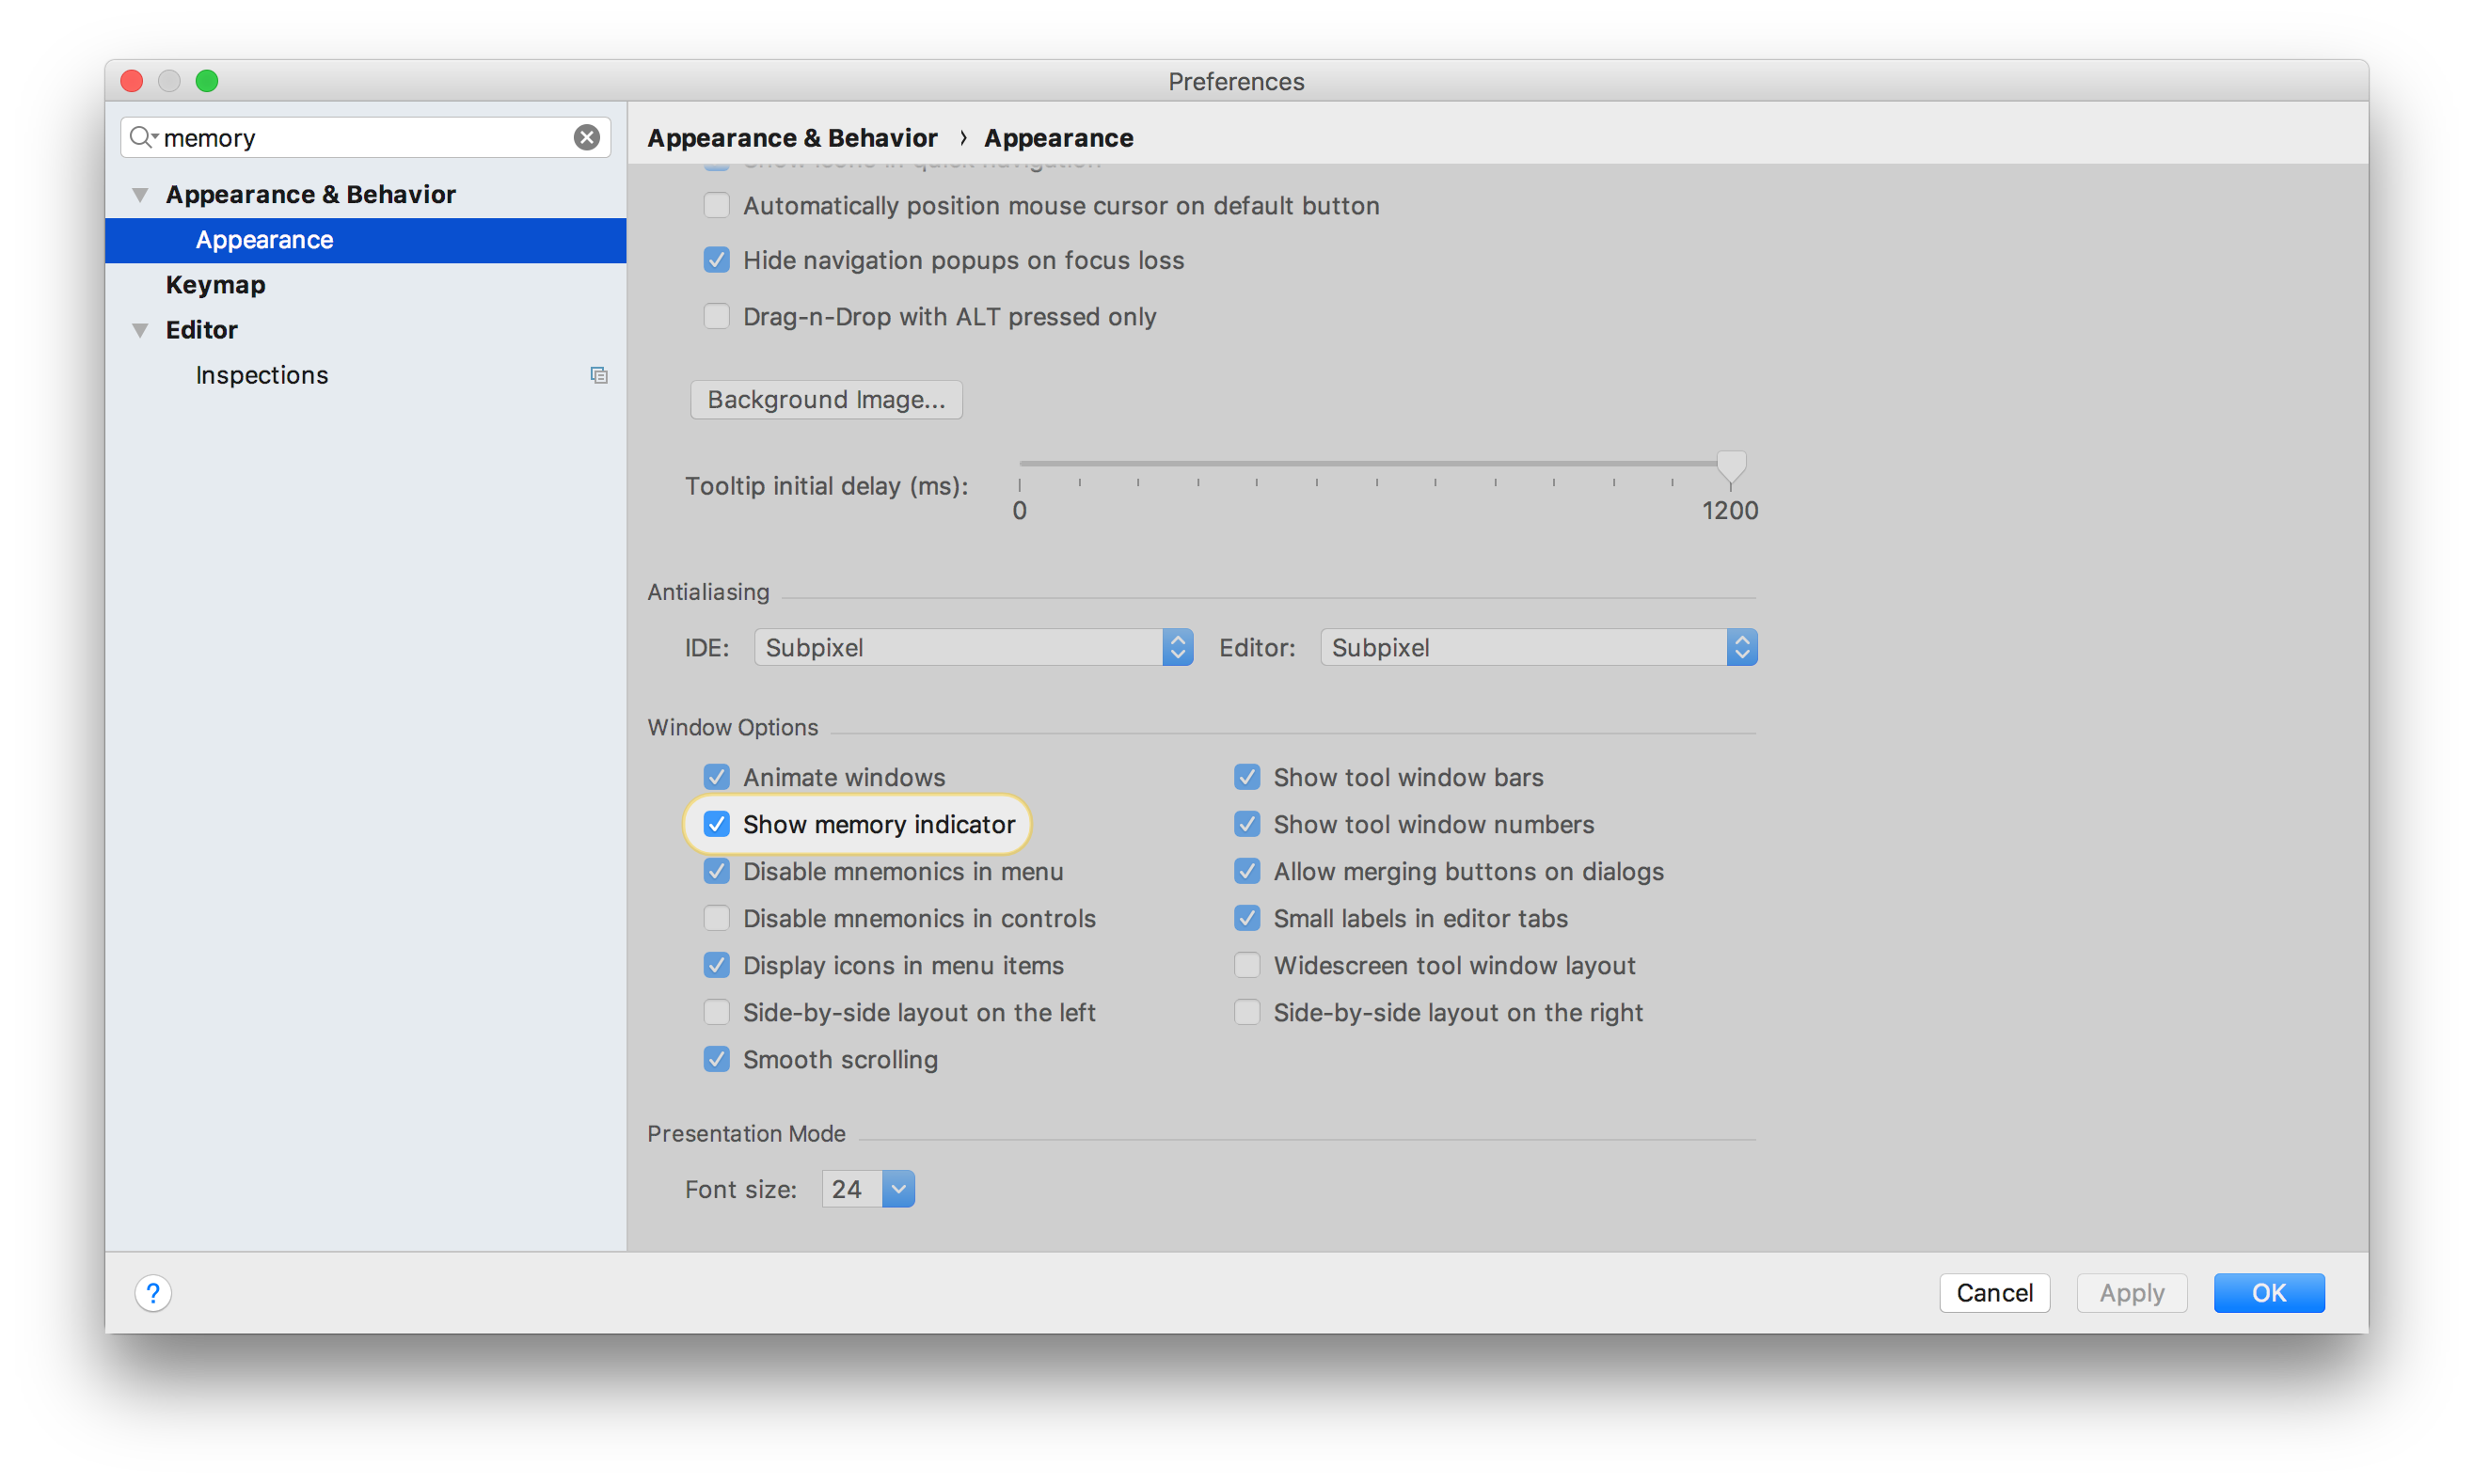 Preferences
memory
Appearance & Behavior
Appearance
Keymap
Editor
Inspections
Appearance & Behavior › Appearance
Show icons in quick navigation
Automatically position mouse cursor on default button
Hide navigation popups on focus loss
Drag-n-Drop with ALT pressed only
Background Image...
Tooltip initial delay (ms):
0 1200
Antialiasing
IDE: Subpixel Editor: Subpixel
Window Options
Animate windows Show tool window bars
Show memory indicator Show tool window numbers
Disable mnemonics in menu Allow merging buttons on dialogs
Disable mnemonics in controls Small labels in editor tabs
Display icons in menu items Widescreen tool window layout
Side-by-side layout on the left Side-by-side layout on the right
Smooth scrolling
Presentation Mode
Font size: 24
? Cancel Apply OK